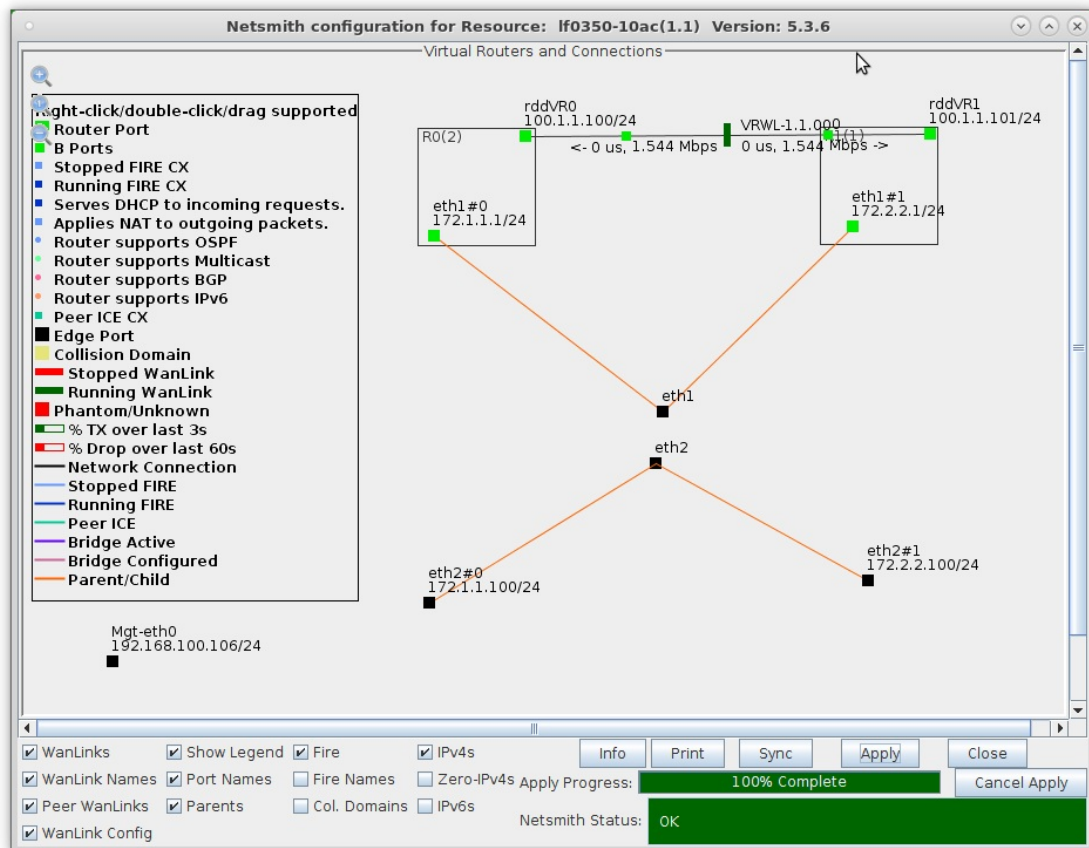 Netsmith configuration for Resource: lf0350-10ac(1.1) Version: 5.3.6
Virtual Routers and Connections
Right-click/double-click/drag supported
Router Port
B Ports
Stopped FIRE CX
Running FIRE CX
Serves DHCP to incoming requests.
Applies NAT to outgoing packets.
Router supports OSPF
Router supports Multicast
Router supports BGP
Router supports IPv6
Peer ICE CX
Edge Port
Collision Domain
Stopped WanLink
Running WanLink
Phantom/Unknown
% TX over last 3s
% Drop over last 60s
Network Connection
Stopped FIRE
Running FIRE
Peer ICE
Bridge Active
Bridge Configured
Parent/Child
rddVR0
100.1.1.100/24
R0(2)
VRWL-1.1.000
<- 0 us, 1.544 Mbps
0 us, 1.544 Mbps ->
rddVR1
100.1.1.101/24
(1)
eth1#0
172.1.1.1/24
eth1#1
172.2.2.1/24
eth1
eth2
eth2#0
172.1.1.100/24
eth2#1
172.2.2.100/24
Mgt-eth0
192.168.100.106/24
WanLinks
Show Legend
Fire
IPv4s
Info
Print
Sync
Apply
Close
WanLink Names
Port Names
Fire Names
Zero-IPv4s
Apply Progress:
100% Complete
Cancel Apply
Peer WanLinks
Parents
Col. Domains
IPv6s
Netsmith Status:
OK
WanLink Config